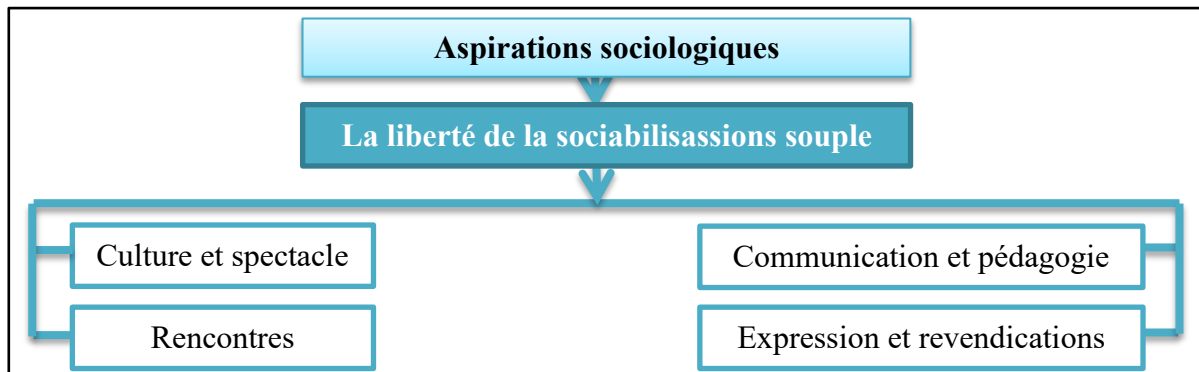 Aspirations sociologiques
La liberté de la sociabilisassions souple
Culture et spectacle
Communication et pédagogie
Rencontres
Expression et revendications